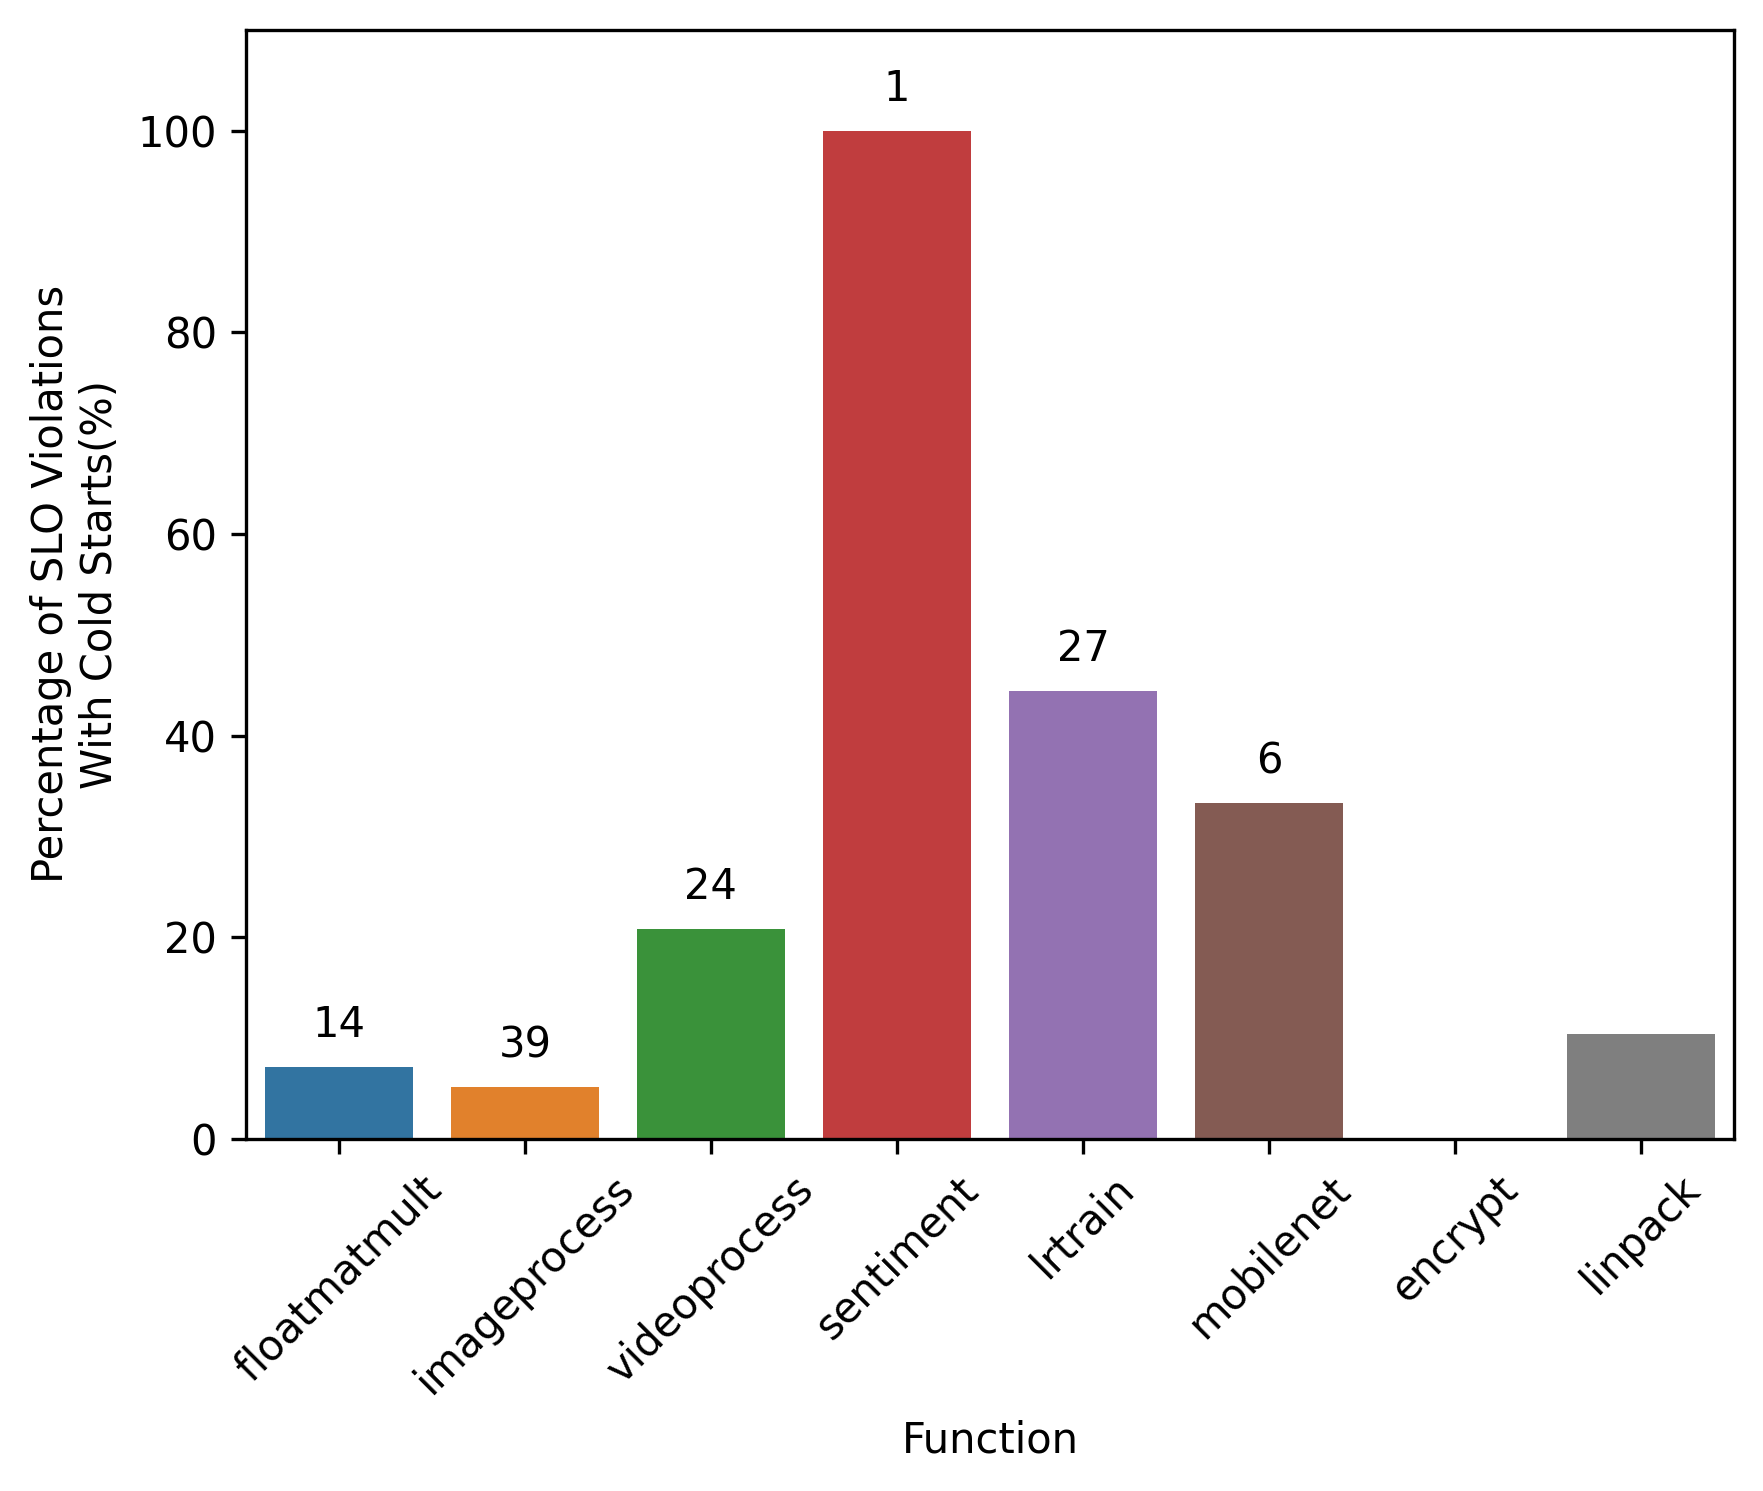 Percentage of SLO Violations
With Cold Starts(%)
100
80
60
40
20
0
14
39
24
1
27
6
floatmatmult
imageprocess
videoprocess
sentiment
lrtrain
mobilenet
encrypt
linpack
Function